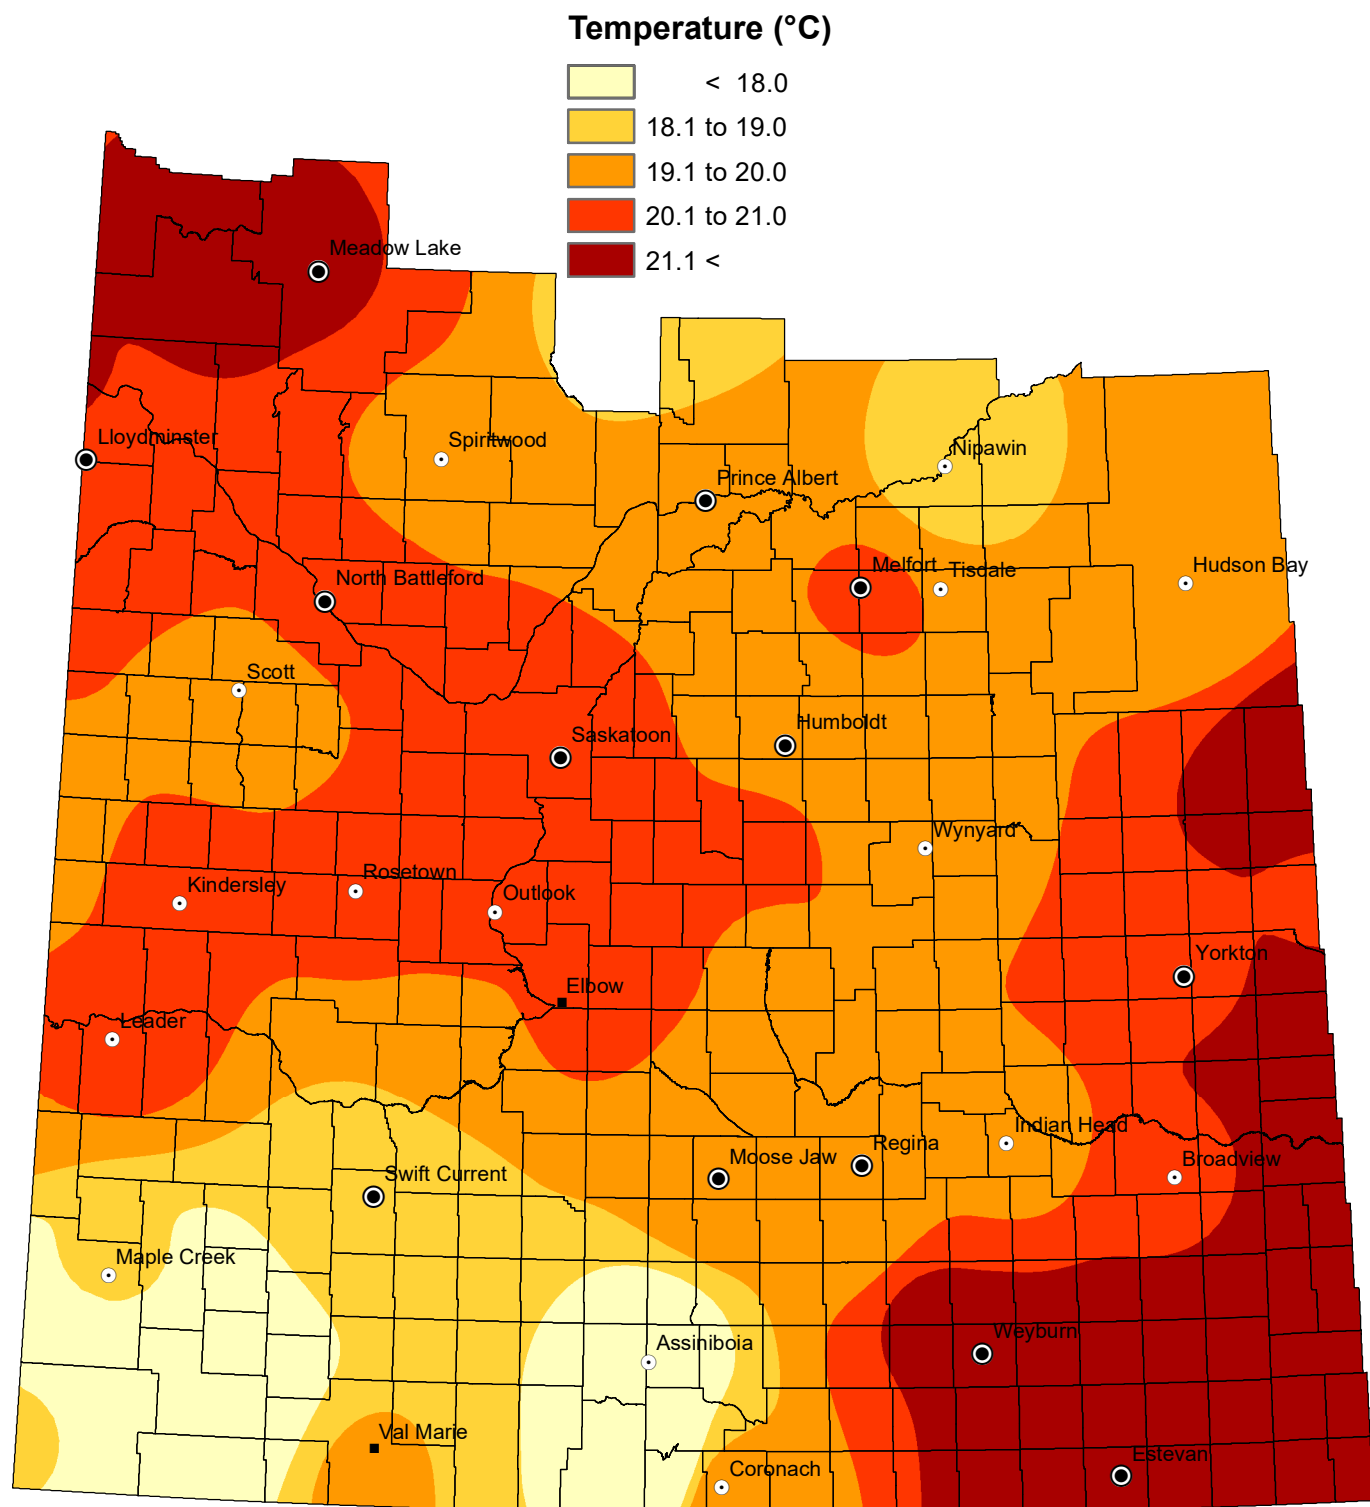 Temperature (°C)
< 18.0
18.1 to 19.0
19.1 to 20.0
20.1 to 21.0
21.1 <
Meadow Lake
Lloydminster
Spiritwood
Nipawin
Prince Albert
Hudson Bay
Melfort
Tisdale
North Battleford
Scott
Humboldt
Saskatoon
Wynyard
Rosetown
Kindersley
Outlook
Yorkton
Elbow
Leader
Indian Head
Regina
Moose Jaw
Broadview
Swift Current
Maple Creek
Weyburn
Assiniboia
Val Marie
Estevan
Coronach